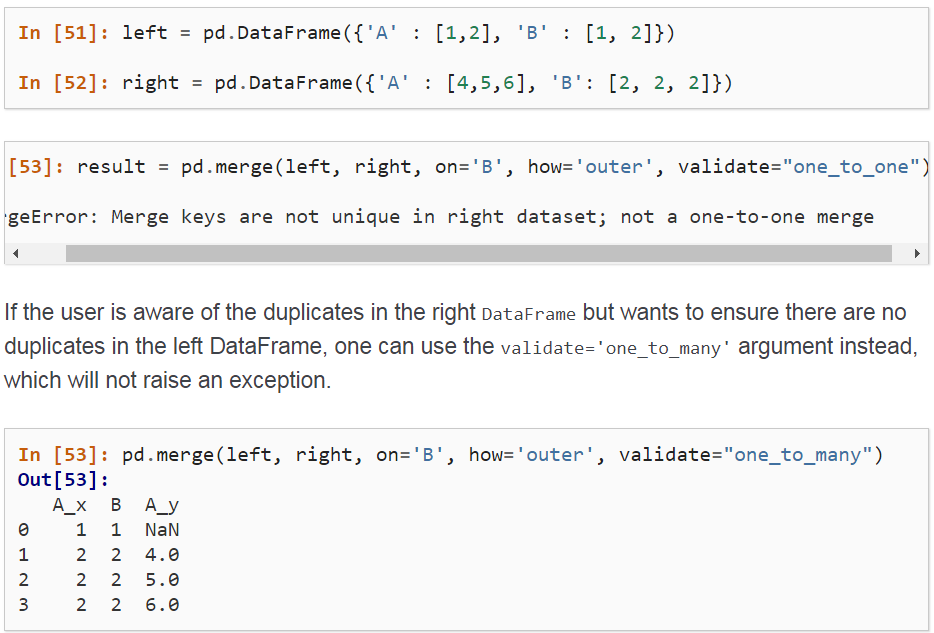 In [51]: left = pd.DataFrame({'A' : [1,2], 'B' : [1, 2]})
In [52]: right = pd.DataFrame({'A' : [4,5,6], 'B': [2, 2, 2]})
[53]: result = pd.merge(left, right, on='B', how='outer', validate="one_to_one")
geError: Merge keys are not unique in right dataset; not a one-to-one merge
If the user is aware of the duplicates in the right DataFrame but wants to ensure there are no
duplicates in the left DataFrame, one can use the validate='one_to_many' argument instead,
which will not raise an exception.
In [53]: pd.merge(left, right, on='B', how='outer', validate="one_to_many")
Out[53]:
   A_x  B  A_y
0    1  1  NaN
1    2  2  4.0
2    2  2  5.0
3    2  2  6.0